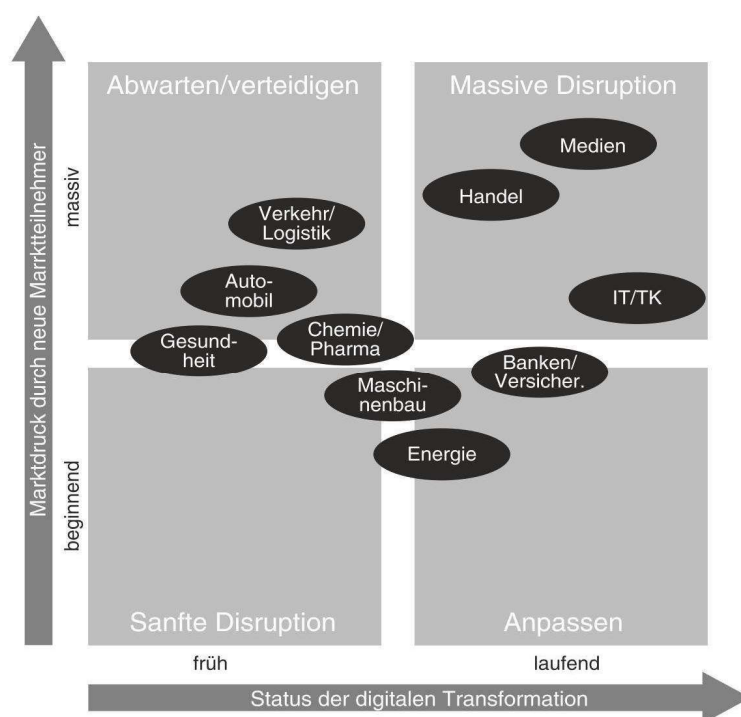 Abwarten/verteidigen
Massive Disruption
Medien
Handel
Verkehr/
Logistik
Auto-
mobil
IT/TK
Gesund-
heit
Chemie/
Pharma
Banken/
Versicher.
Maschi-
nenbau
Energie
Sanfte Disruption
Anpassen
Marktdruck durch neue Marrktteilnehmer
massiv
beginnend
früh
laufend
Status der digitalen Transformation